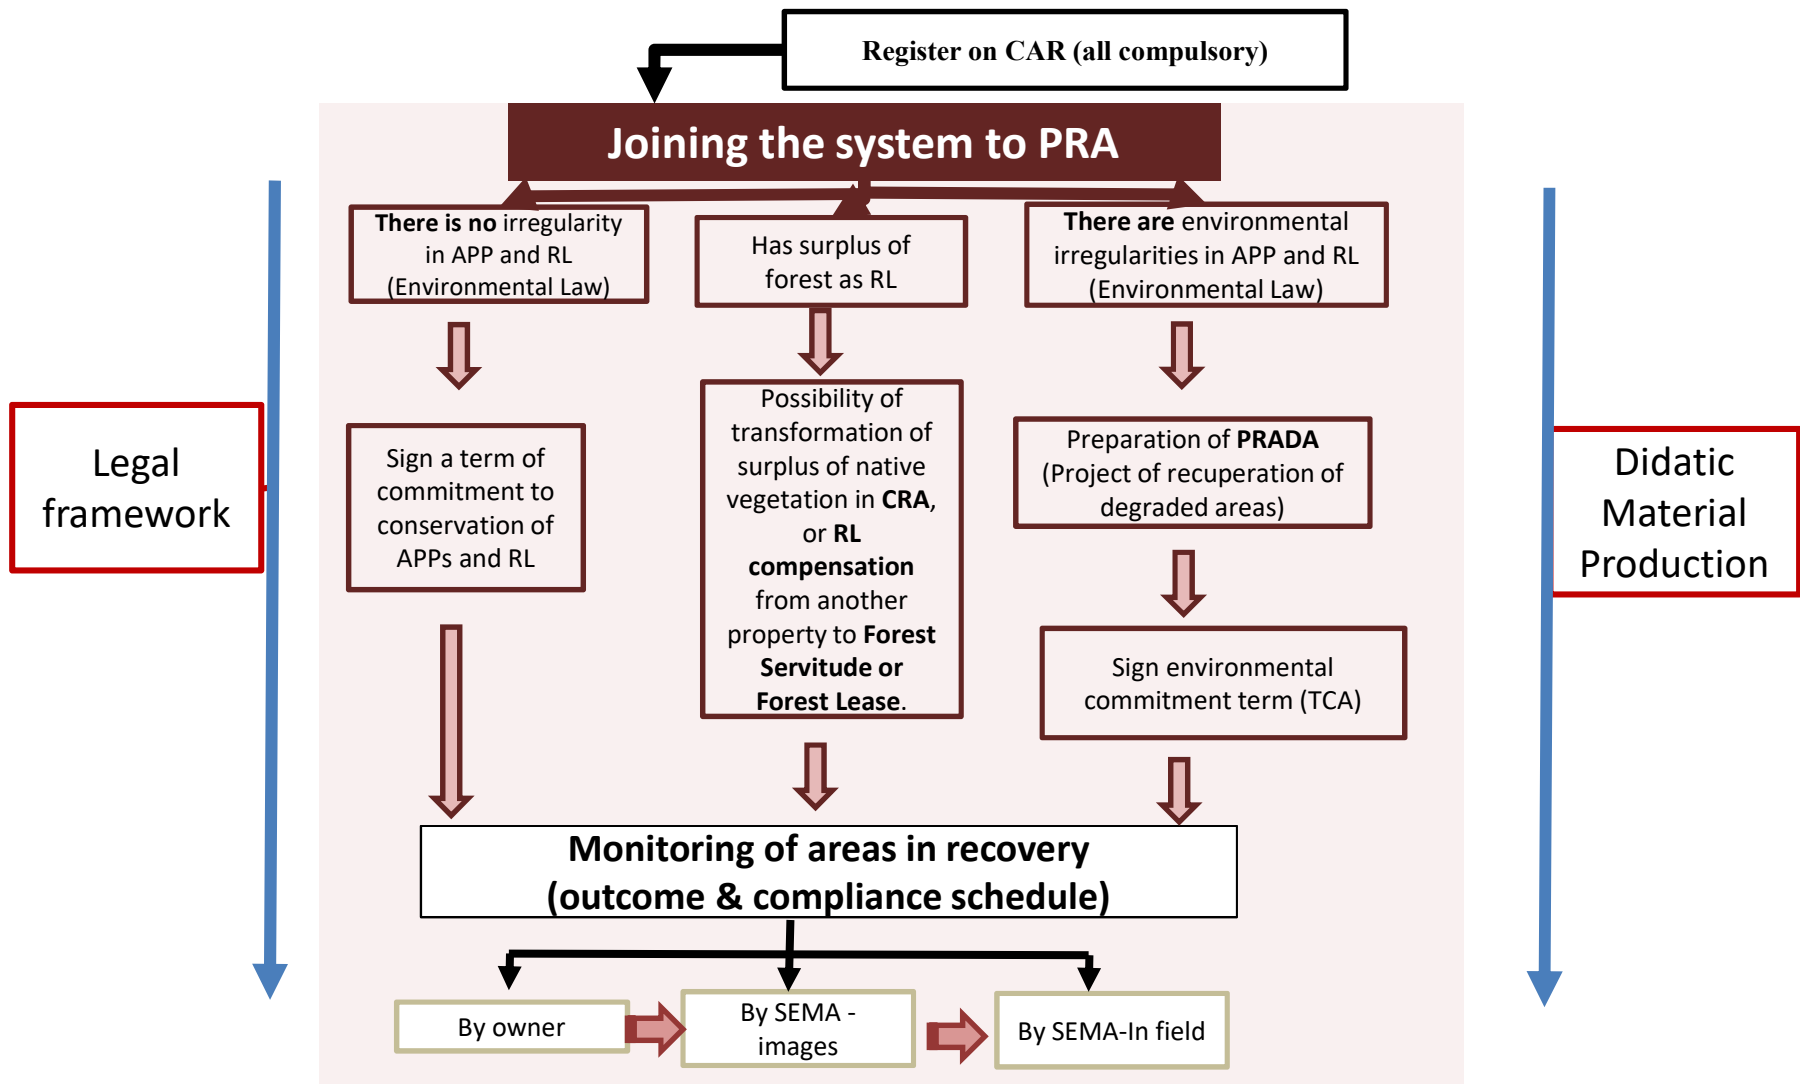 Register on CAR (all compulsory)
Joining the system to PRA
There is no irregularity
in APP and RL
(Environmental Law)
Has surplus of
forest as RL
There are environmental
irregularities in APP and RL
(Environmental Law)
Legal
framework
Sign a term of
commitment to
conservation of
APPs and RL
Possibility of
transformation of
surplus of native
vegetation in CRA,
or RL
compensation
from another
property to Forest
Servitude or
Forest Lease.
Preparation of PRADA
(Project of recuperation of
degraded areas)
Sign environmental
commitment term (TCA)
Didatic
Material
Production
Monitoring of areas in recovery
(outcome & compliance schedule)
By owner
By SEMA -
images
By SEMA-In field